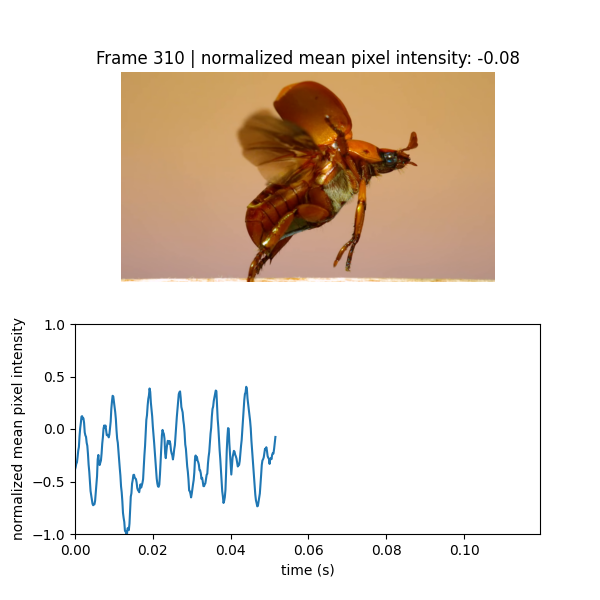 Frame 310 | normalized mean pixel intensity: -0.08
normalized mean pixel intensity
1.0
0.5
0.0
−0.5
−1.0
0.00 0.02 0.04 0.06 0.08 0.10
time (s)